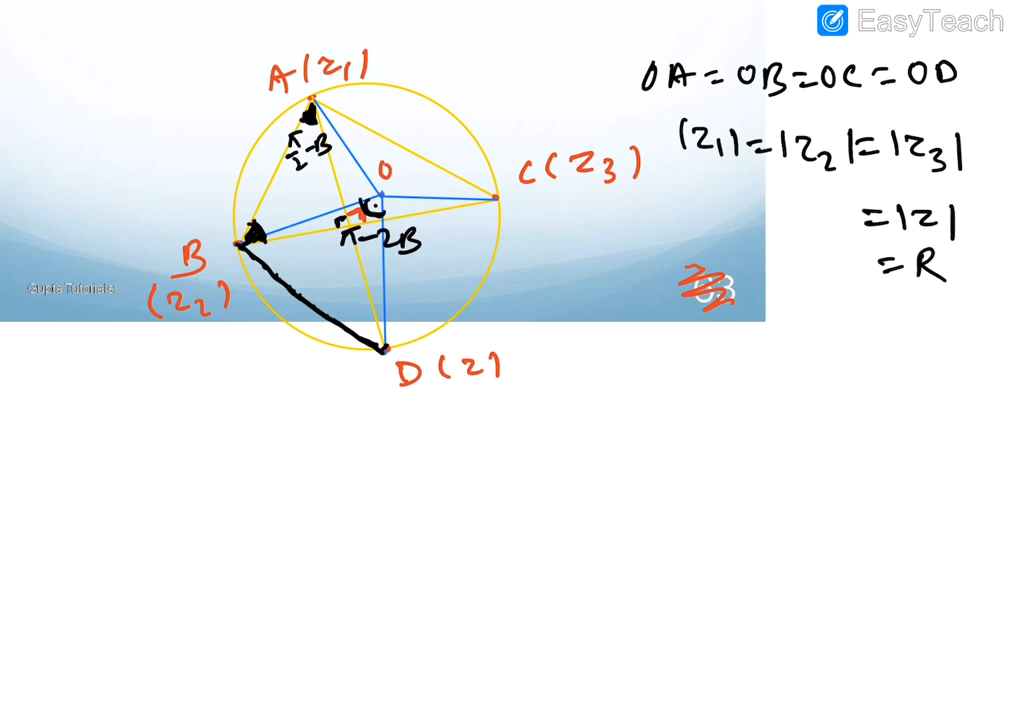 EasyTeach
A(z₁)
OA = OB = OC = OD
π/2 - B
|z₁| = |z₂| = |z₃|
O
C(z₃)
= |z|
π - 2B
B
= R
Gupta Tutorials
(z₂)
D(z)